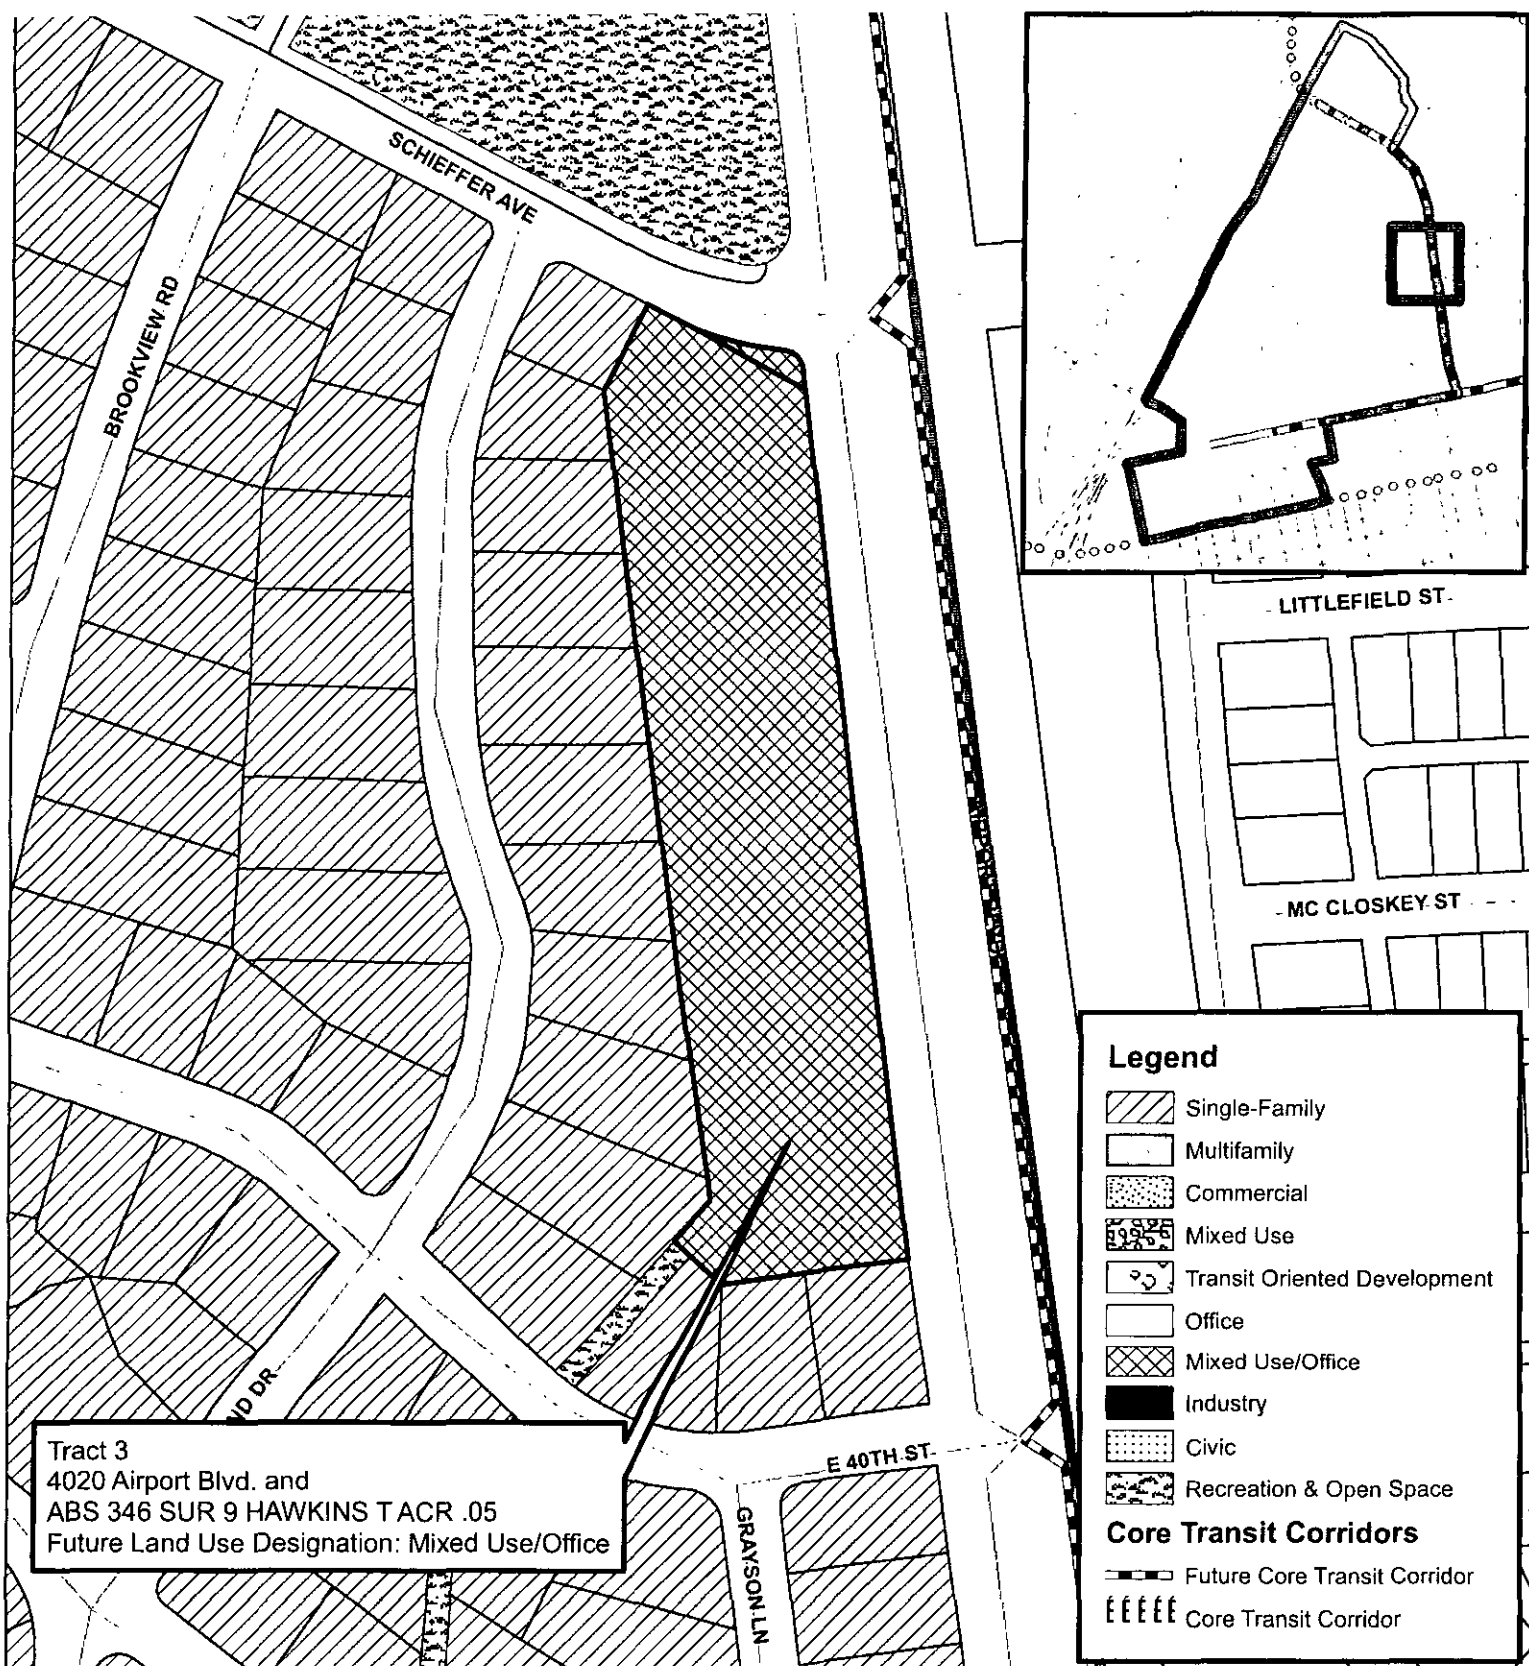 SCHIEFFER AVE
BROOKVIEW RD
LITTLEFIELD ST
MC CLOSKEY ST
Legend
Single-Family
Multifamily
Commercial
Mixed Use
Transit Oriented Development
Office
Mixed Use/Office
Industry
Civic
Recreation & Open Space
Core Transit Corridors
Future Core Transit Corridor
Core Transit Corridor
ND DR
Tract 3
4020 Airport Blvd. and
ABS 346 SUR 9 HAWKINS T ACR .05
Future Land Use Designation: Mixed Use/Office
E 40TH ST
GRAYSON LN